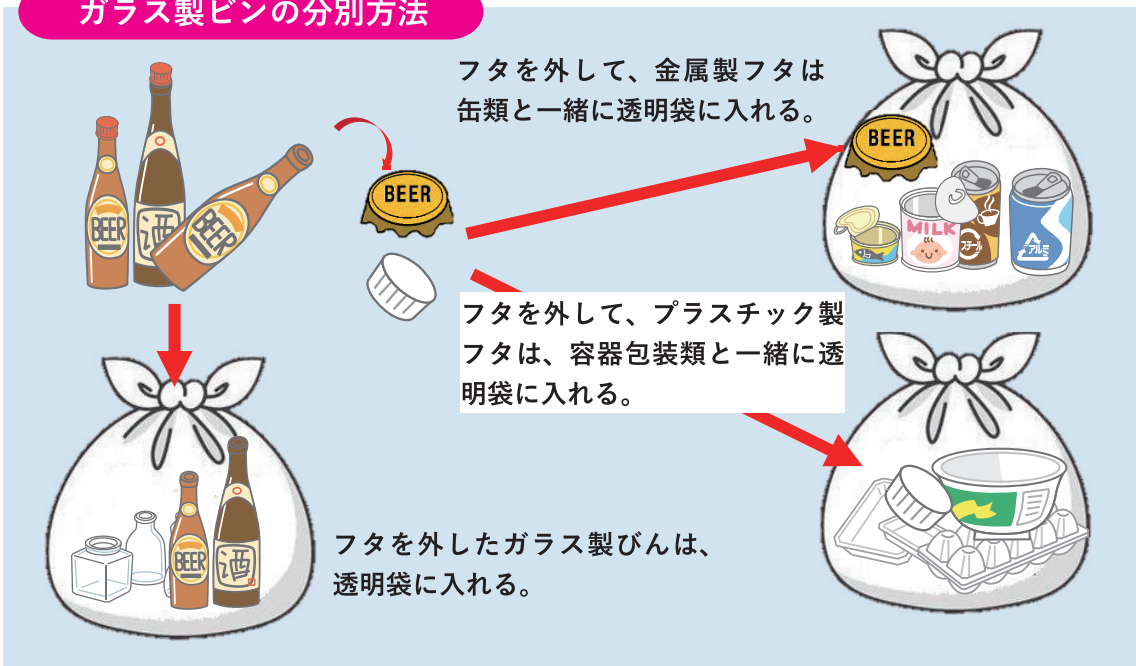 ガラス製ビンの分別方法
フタを外して、金属製フタは
缶類と一緒に透明袋に入れる。
BEER
BEER
酒
BEER
BEER
BEER
MILK
スチール
アルミ
フタを外して、プラスチック製
フタは、容器包装類と一緒に透
明袋に入れる。
BEER
酒
フタを外したガラス製びんは、
透明袋に入れる。